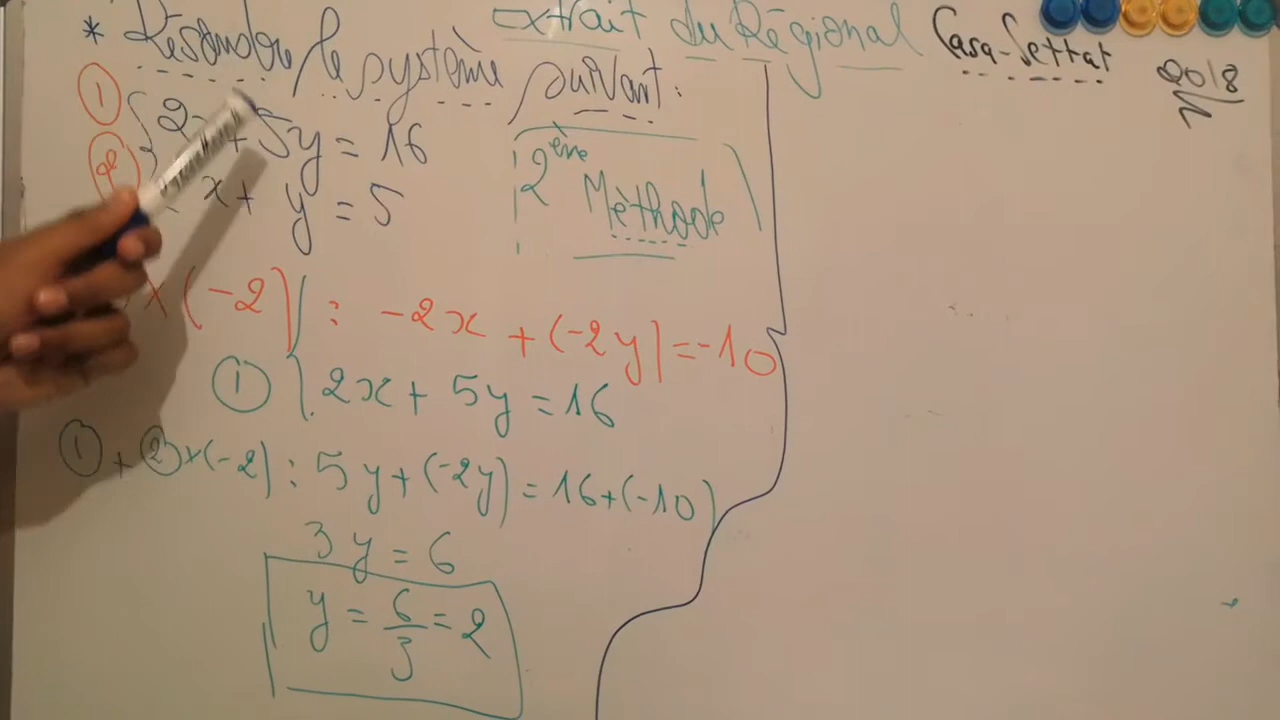 Extrait du Régional Casa-Settat
2018
* Résoudre le système suivant:
① { 2x + 5y = 16
② x + y = 5
2ème Mèthode
×(-2) : -2x + (-2y) = -10
① { 2x + 5y = 16
① + ②×(-2) : 5y + (-2y) = 16 + (-10)
3y = 6
y = 6/3 = 2